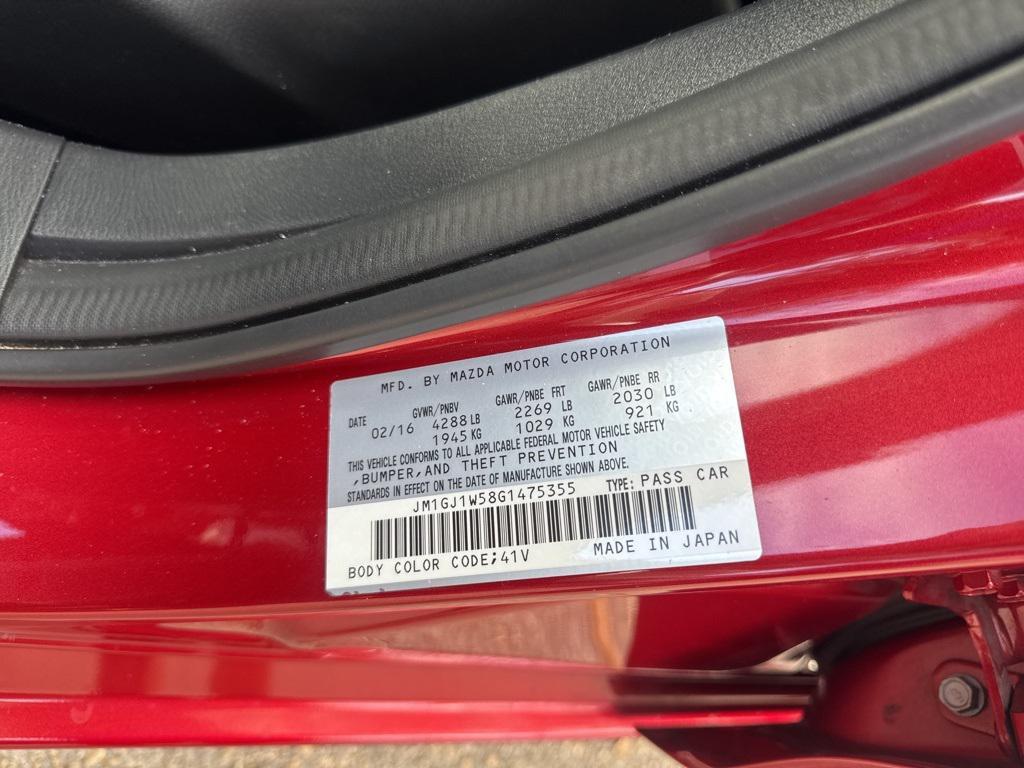 MFD. BY MAZDA MOTOR CORPORATION
DATE GVWR/PNBV GAWR/PNBE FRT GAWR/PNBE RR
02/16 4288 LB 2269 LB 2030 LB
1945 KG 1029 KG 921 KG
THIS VEHICLE CONFORMS TO ALL APPLICABLE FEDERAL MOTOR VEHICLE SAFETY
,BUMPER,AND THEFT PREVENTION
STANDARDS IN EFFECT ON THE DATE OF MANUFACTURE SHOWN ABOVE.
JM1GJ1W58G1475355 TYPE: PASS CAR
BODY COLOR CODE;41V MADE IN JAPAN